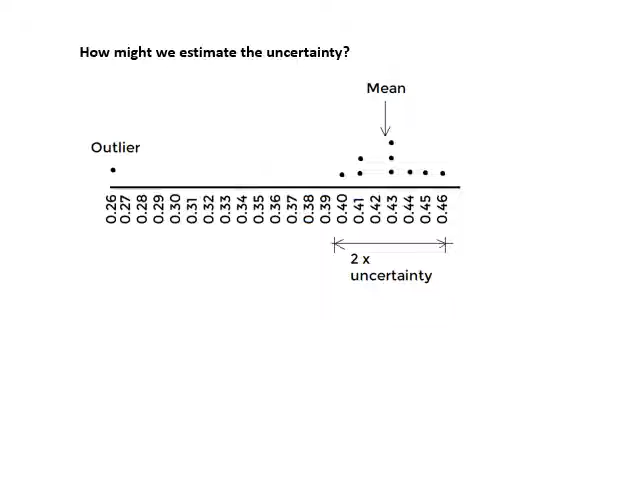 How might we estimate the uncertainty?
Mean
Outlier
0.26 0.27 0.28 0.29 0.30 0.31 0.32 0.33 0.34 0.35 0.36 0.37 0.38 0.39 0.40 0.41 0.42 0.43 0.44 0.45 0.46
2 x
uncertainty